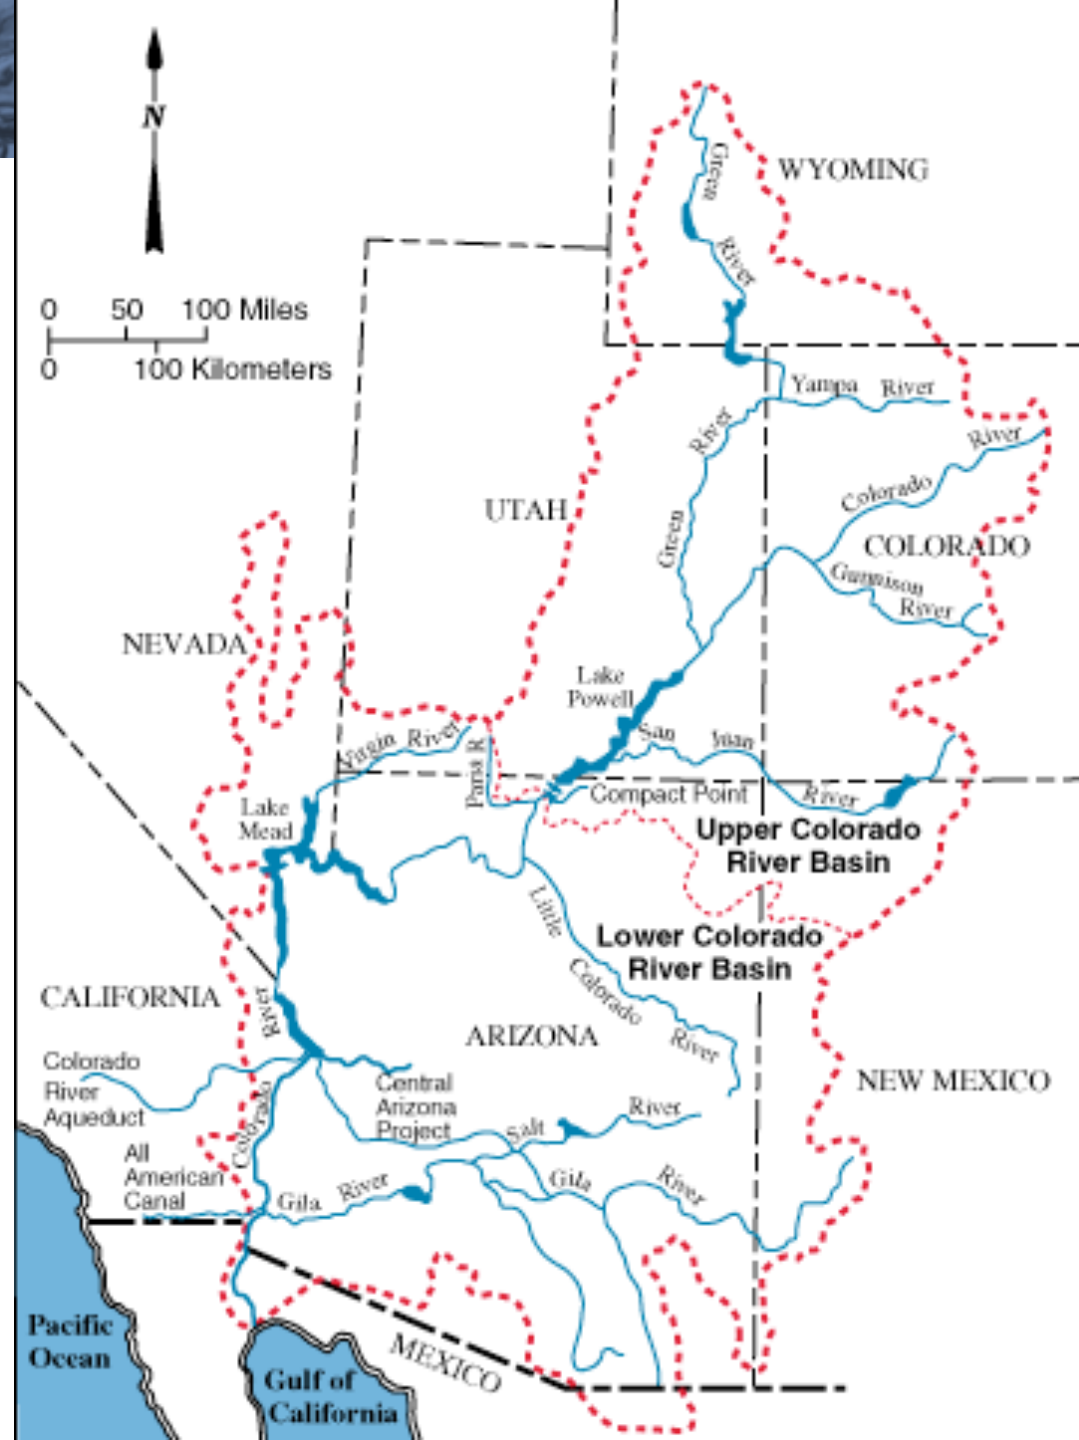 N
WYOMING
Green
River
0 50 100 Miles
0 100 Kilometers
Yampa River
River
Green
River
Colorado
UTAH
COLORADO
Gunnison
River
NEVADA
Lake
Powell
San Juan
River
Virgin River
Paria R
Compact Point
Lake
Mead
Upper Colorado
River Basin
Little
Colorado
River
Lower Colorado
River Basin
CALIFORNIA
River
Colorado
ARIZONA
NEW MEXICO
Colorado
River
Aqueduct
Central
Arizona
Project
Salt River
All
American
Canal
Gila River
Gila River
Pacific
Ocean
MEXICO
Gulf of
California